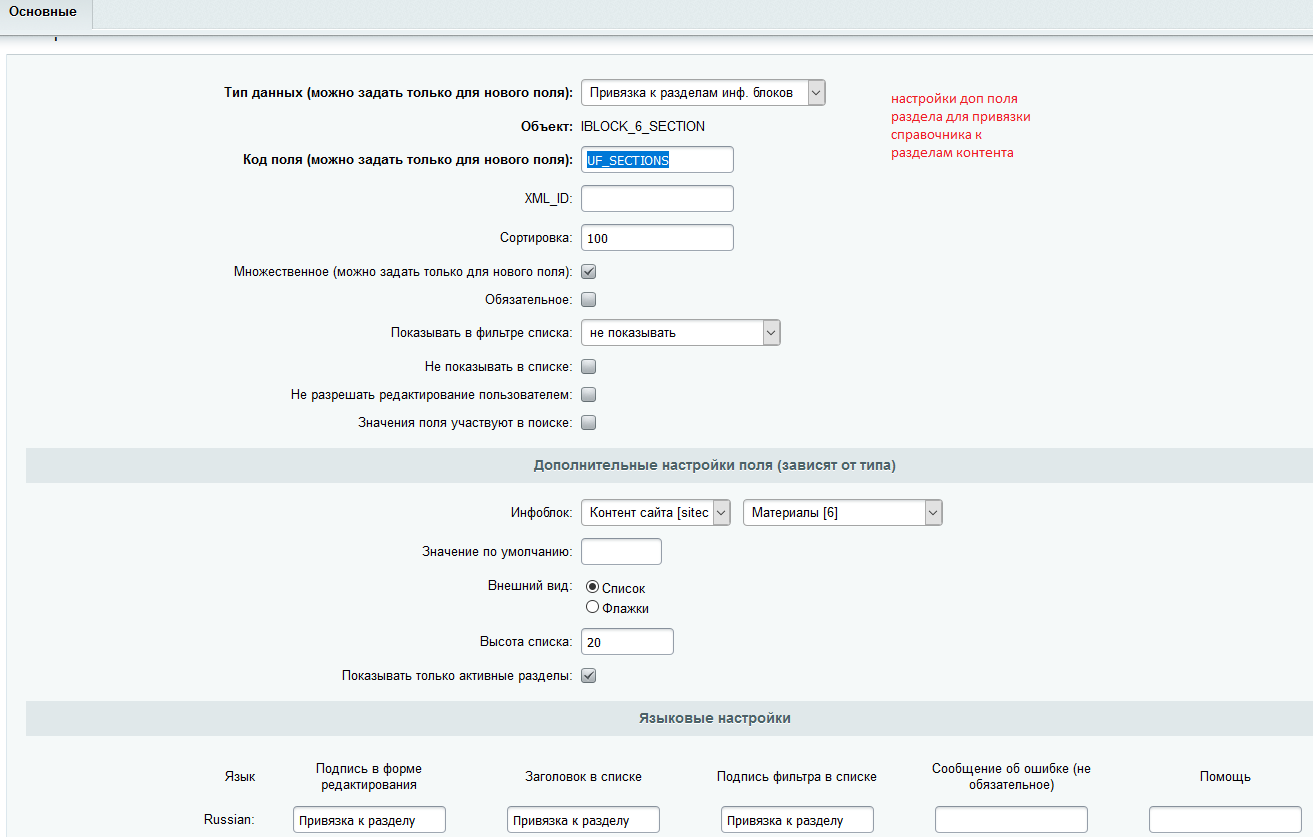 Основные
Тип данных (можно задать только для нового поля): Привязка к разделам инф. блоков
настройки доп поля
раздела для привязки
справочника к
разделам контента
Объект: IBLOCK_6_SECTION
Код поля (можно задать только для нового поля): UF_SECTIONS
XML_ID:
Сортировка: 100
Множественное (можно задать только для нового поля):
Обязательное:
Показывать в фильтре списка: не показывать
Не показывать в списке:
Не разрешать редактирование пользователем:
Значения поля участвуют в поиске:
Дополнительные настройки поля (зависят от типа)
Инфоблок: Контент сайта [sitec Материалы [6]
Значение по умолчанию:
Внешний вид: Список
Флажки
Высота списка: 20
Показывать только активные разделы:
Языковые настройки
Язык
Подпись в форме
редактирования
Заголовок в списке
Подпись фильтра в списке
Сообщение об ошибке (не
обязательное)
Помощь
Russian: Привязка к разделу Привязка к разделу Привязка к разделу